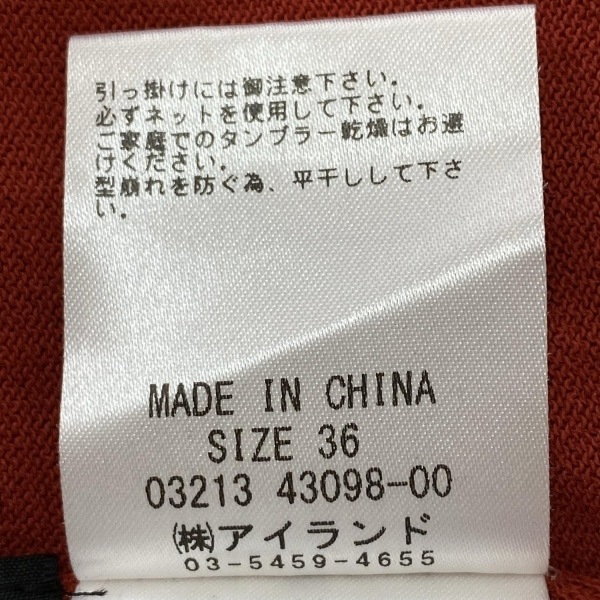 引っ掛けには御注意下さい.
必ずネットを使用して下さい.
ご家庭でのタンブラー乾燥はお避
けください.
型崩れを防ぐ為、平干しして下さ
い.
MADE IN CHINA
SIZE 36
03213 43098-00
(株)アイランド
03-5459-4655